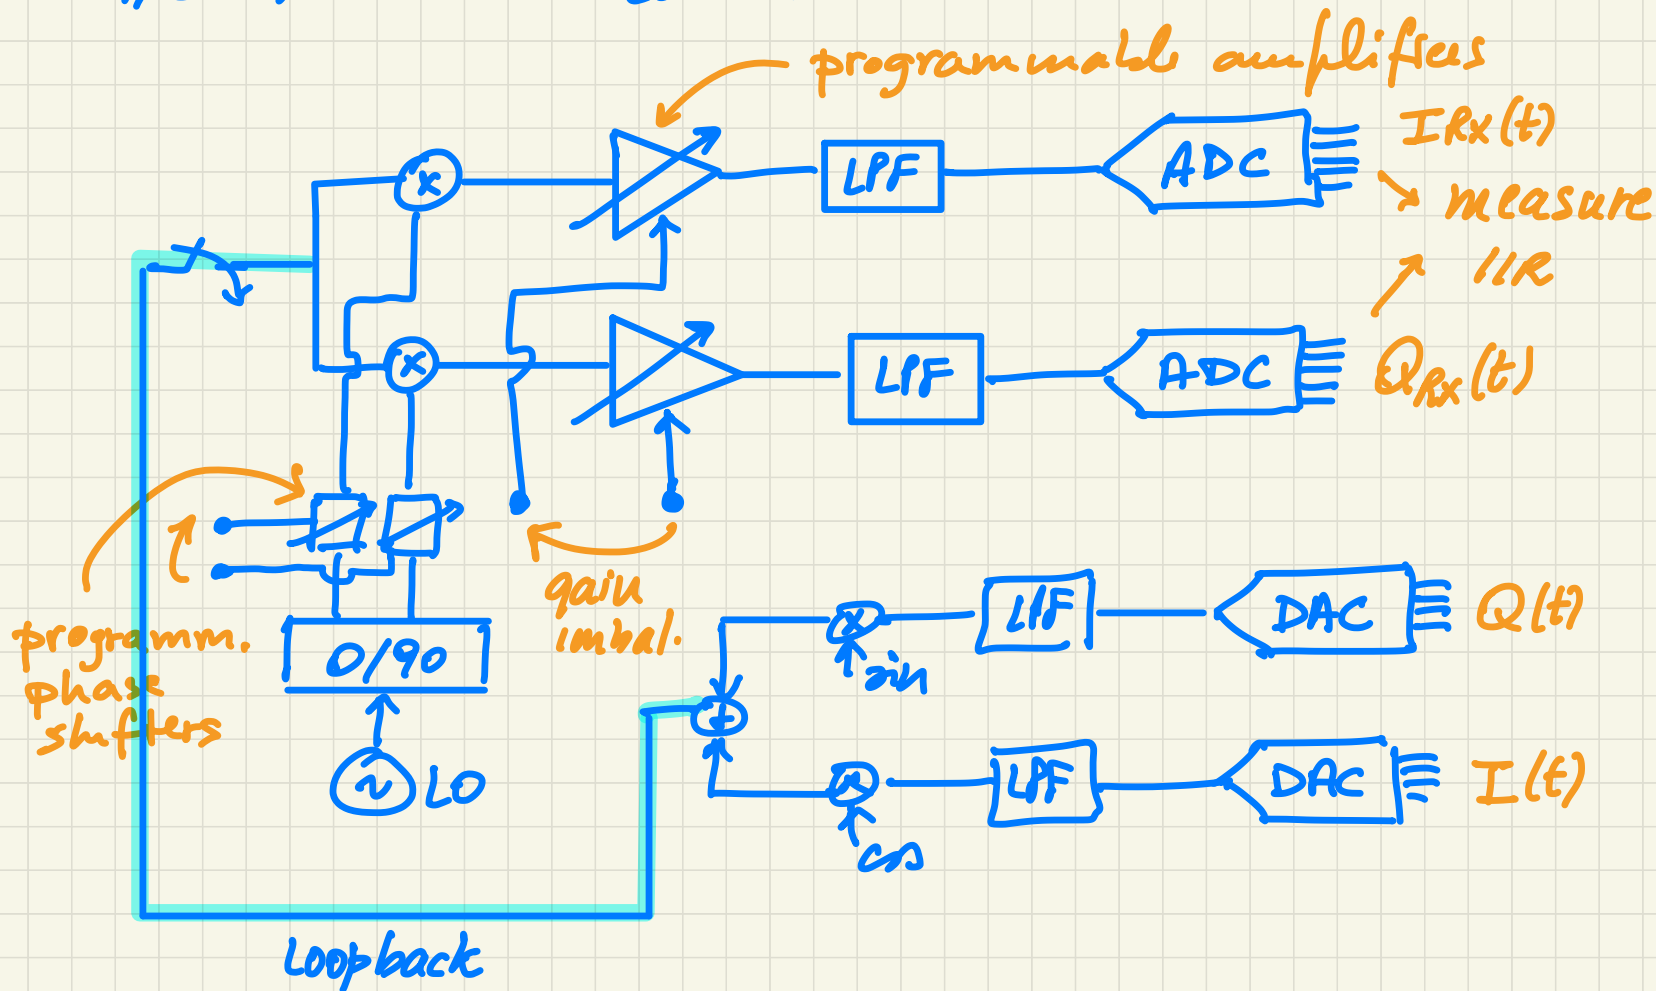 programmable amplifiers
x
LPF
ADC
IRx(t)
measure
IIR
x
LPF
ADC
QRx(t)
gain
imbal.
programm.
phase
shifters
0/90
LO
x
sin
LPF
DAC
Q(t)
+
x
cos
LPF
DAC
I(t)
Loopback